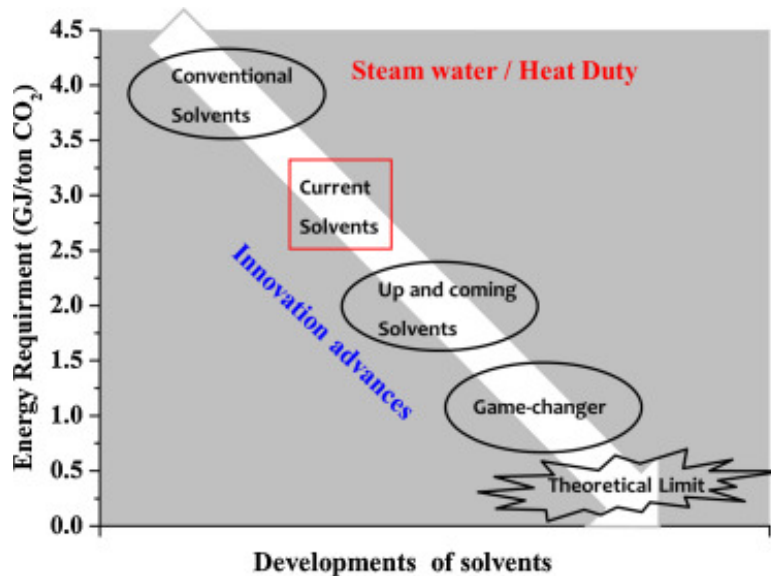 Energy Requirment (GJ/ton CO₂)
4.5
4.0
3.5
3.0
2.5
2.0
1.5
1.0
0.5
0.0
Steam water / Heat Duty
Conventional
Solvents
Current
Solvents
Innovation advances
Up and coming
Solvents
Game-changer
Theoretical Limit
Developments of solvents